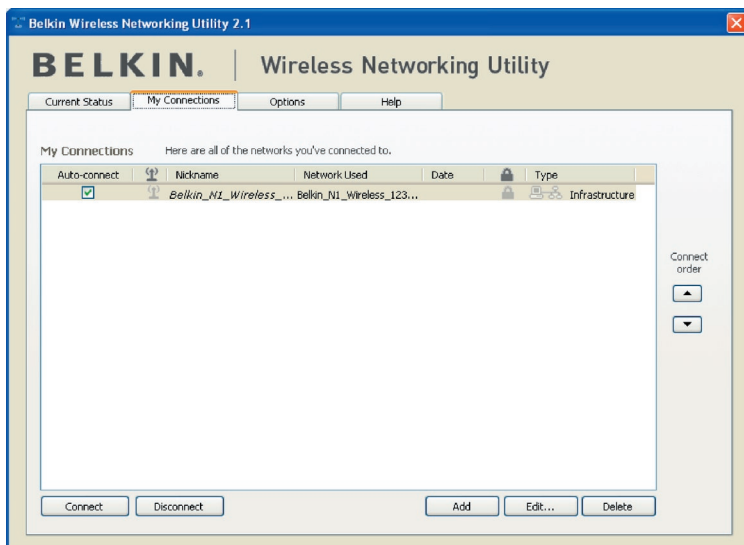 Belkin Wireless Networking Utility 2.1
BELKIN. | Wireless Networking Utility
Current Status My Connections Options Help
My Connections Here are all of the networks you've connected to.
Auto-connect Nickname Network Used Date Type
Belkin_N1_Wireless_... Belkin_N1_Wireless_123... Infrastructure
Connect
order
Connect Disconnect Add Edit... Delete